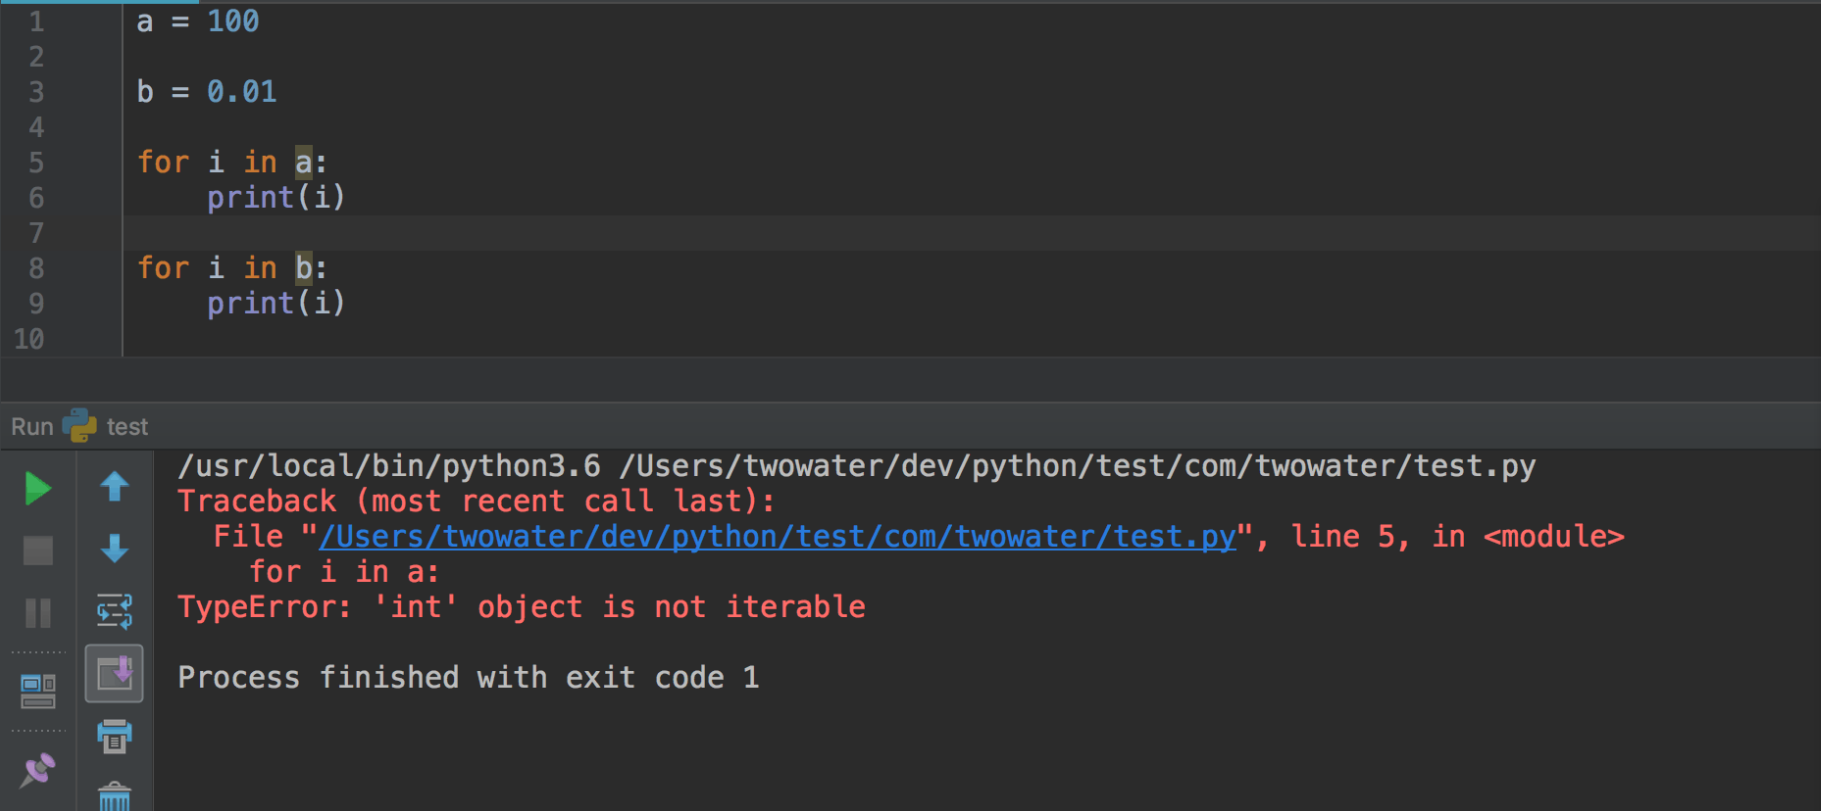 1 a = 100
2
3 b = 0.01
4
5 for i in a:
6     print(i)
7
8 for i in b:
9     print(i)
10
Run test
/usr/local/bin/python3.6 /Users/twowater/dev/python/test/com/twowater/test.py
Traceback (most recent call last):
  File "/Users/twowater/dev/python/test/com/twowater/test.py", line 5, in <module>
    for i in a:
TypeError: 'int' object is not iterable
Process finished with exit code 1